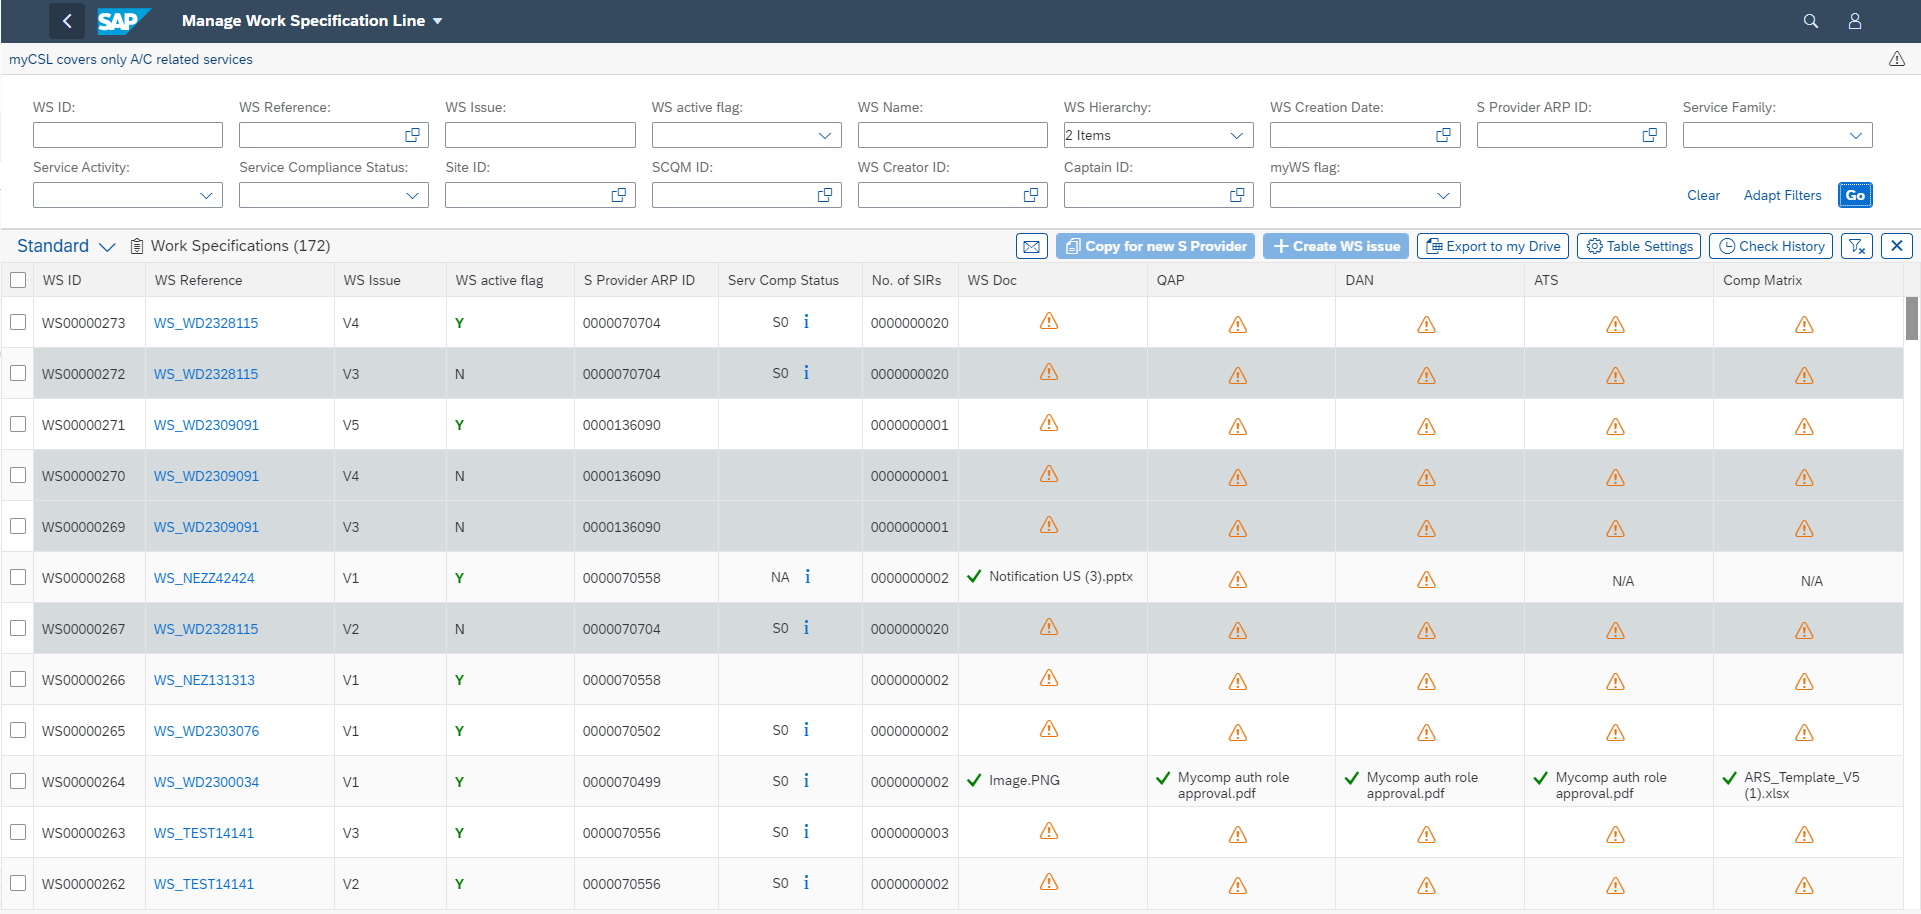 SAP Manage Work Specification Line
myCSL covers only A/C related services
WS ID: WS Reference: WS Issue: WS active flag: WS Name: WS Hierarchy: WS Creation Date: S Provider ARP ID: Service Family:
2 Items
Service Activity: Service Compliance Status: Site ID: SCQM ID: WS Creator ID: Captain ID: myWS flag:
Clear Adapt Filters Go
Standard Work Specifications (172) Copy for new S Provider Create WS issue Export to my Drive Table Settings Check History
WS ID WS Reference WS Issue WS active flag S Provider ARP ID Serv Comp Status No. of SIRs WS Doc QAP DAN ATS Comp Matrix
WS00000273 WS_WD2328115 V4 Y 0000070704 S0 i 0000000020
WS00000272 WS_WD2328115 V3 N 0000070704 S0 i 0000000020
WS00000271 WS_WD2309091 V5 Y 0000136090 0000000001
WS00000270 WS_WD2309091 V4 N 0000136090 0000000001
WS00000269 WS_WD2309091 V3 N 0000136090 0000000001
WS00000268 WS_NEZZ42424 V1 Y 0000070558 NA i 0000000002 Notification US (3).pptx N/A N/A
WS00000267 WS_WD2328115 V2 N 0000070704 S0 i 0000000020
WS00000266 WS_NEZ131313 V1 Y 0000070558 0000000002
WS00000265 WS_WD2303076 V1 Y 0000070502 S0 i 0000000002
WS00000264 WS_WD2300034 V1 Y 0000070499 S0 i 0000000002 Image.PNG Mycomp auth role Mycomp auth role Mycomp auth role ARS_Template_V5
approval.pdf approval.pdf approval.pdf (1).xlsx
WS00000263 WS_TEST14141 V3 Y 0000070556 S0 i 0000000003
WS00000262 WS_TEST14141 V2 Y 0000070556 S0 i 0000000002